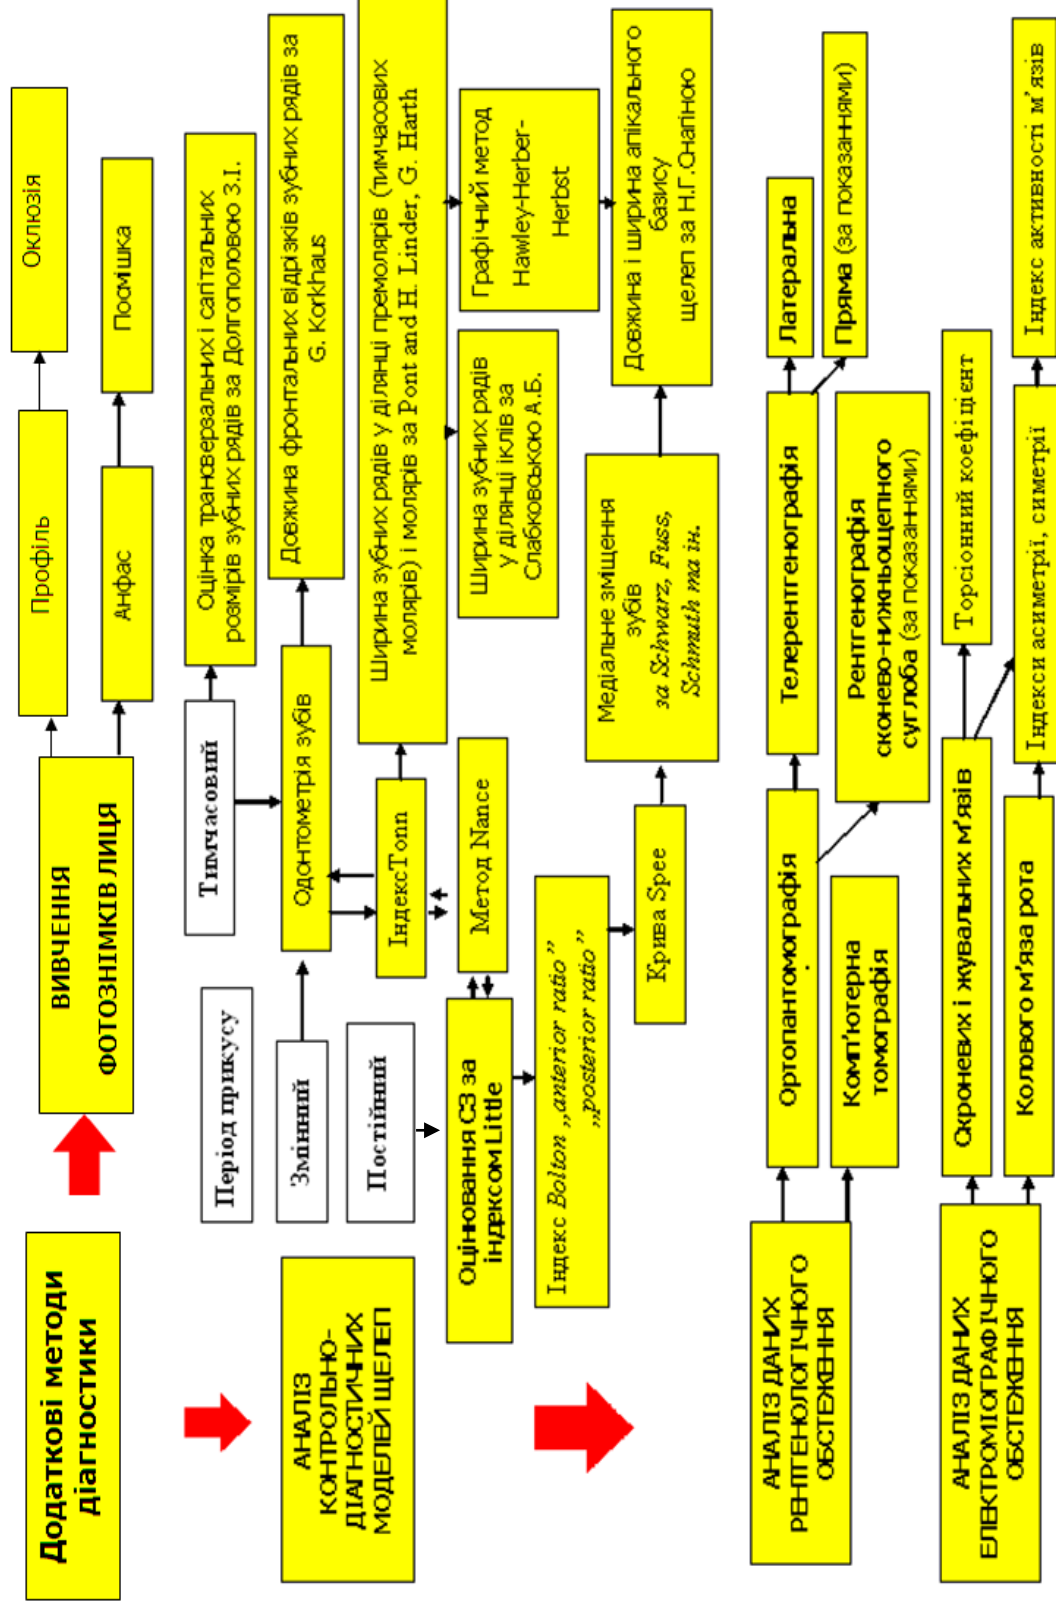 Додаткові методи
діагностики
ВИВЧЕННЯ
ФОТОЗНІМКІВ ЛИЦЯ
Профіль
Оклюзія
Анфас
Посмішка
АНАЛІЗ
КОНТРОЛЬНО-
ДІАГНОСТИЧНИХ
МОДЕЛЕЙ ЩЕЛЕП
Період прикусу
Тимчасовий
Змінний
Постійний
Оцінка трансверзальних і сагітальних
розмірів зубних рядів за Долгополовою З.І.
Одонтометрія зубів
Довжина фронтальних відрізків зубних рядів за
G. Korkhaus
Індекс Tonn
Ширина зубних рядів у ділянці премолярів (тимчасових
молярів) і молярів за Pont and H. Linder, G. Harth
Оцінювання СЗ за
індексом Little
Метод Nance
Ширина зубних рядів
у ділянці іклів за
Слабковською А.Б.
Графічний метод
Hawley-Herber-
Herbst
Індекс Bolton „anterior ratio”
„posterior ratio”
Крива Spee
Медіальне зміщення
зубів
за Schwarz, Fuss,
Schmuth та ін.
Довжина і ширина апікального
базису
щелеп за Н.Г.Снагіною
АНАЛІЗ ДАНИХ
РЕНТГЕНОЛОГІЧНОГО
ОБСТЕЖЕННЯ
Ортопантомографія
Телерентгенографія
Латеральна
Пряма (за показаннями)
Комп’ютерна
томографія
Рентгенографія
сконево-нижньощепного
суглоба (за показаннями)
АНАЛІЗ ДАНИХ
ЕЛЕКТРОМІОГРАФІЧНОГО
ОБСТЕЖЕННЯ
Скроневих і жувальних м’язів
Торсіонний коефіцієнт
Колового м’яза рота
Індекси асиметрії, симетрії
Індекс активності м’язів